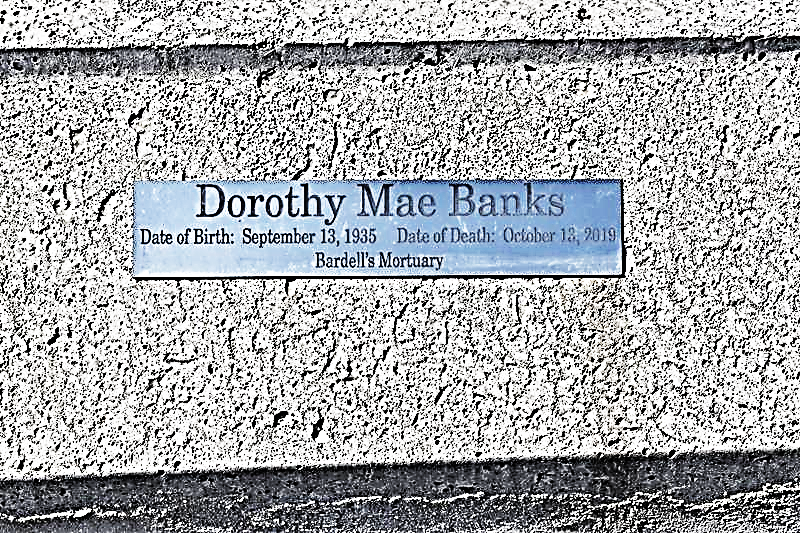 Dorothy Mae Banks
Date of Birth: September 13, 1935 Date of Death: October 13, 2019
Bardell's Mortuary